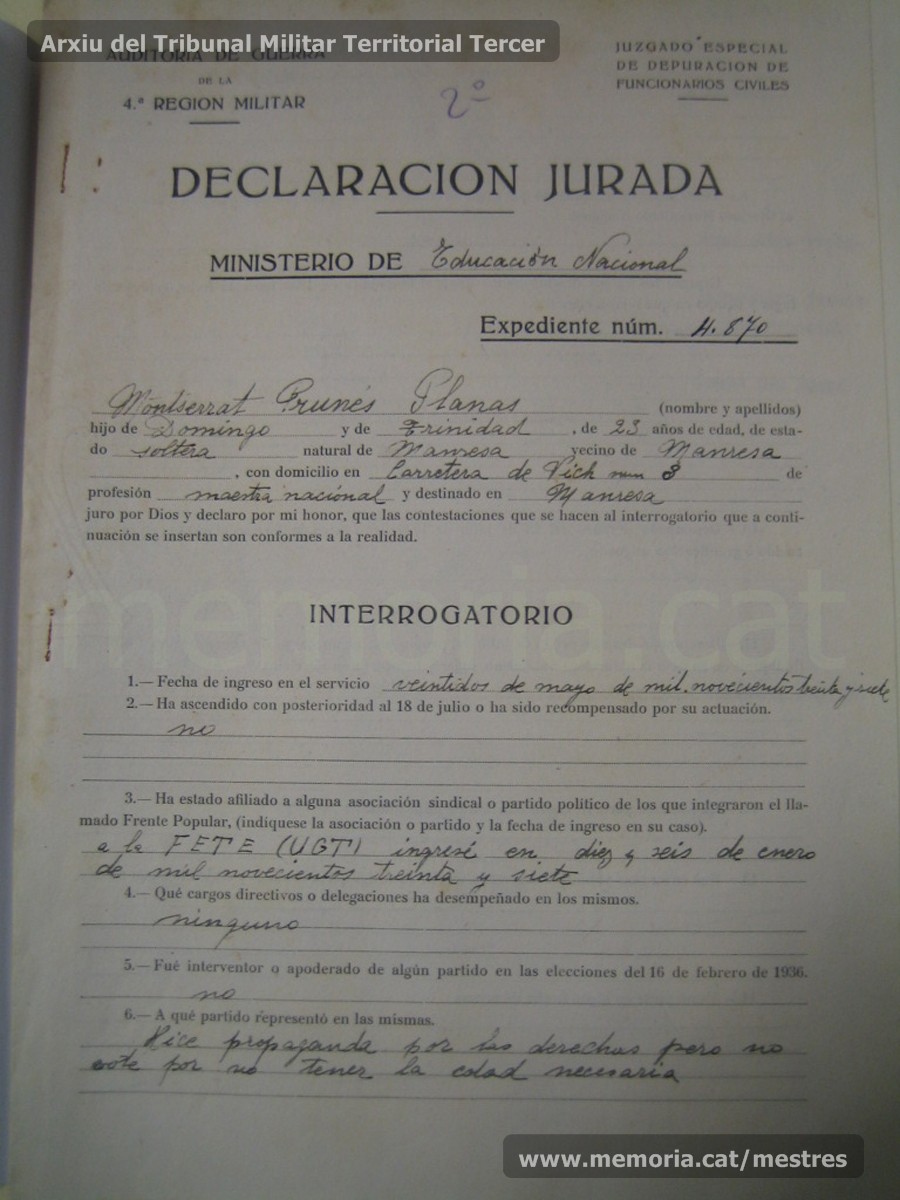 Arxiu del Tribunal Militar Territorial Tercer
AUDITORIA DE GUERRA
DE LA
4.ª REGION MILITAR
2º
JUZGADO ESPECIAL
DE DEPURACION DE
FUNCIONARIOS CIVILES
DECLARACION JURADA
MINISTERIO DE Educación Nacional
Expediente núm. 4.870
Montserrat Prunés Planas (nombre y apellidos)
hijo de Domingo y de Trinidad, de 23 años de edad, de esta-
do soltera natural de Manresa vecino de Manresa
, con domicilio en Carretera de Vich num 8 de
profesión maestra nacional y destinado en Manresa
juro por Dios y declaro por mi honor, que las contestaciones que se hacen al interrogatorio que a conti-
nuación se insertan son conformes a la realidad.
memoria.cat
INTERROGATORIO
1.— Fecha de ingreso en el servicio veintidos de mayo de mil novecientos treinta y siete
2.— Ha ascendido con posterioridad al 18 de julio o ha sido recompensado por su actuación.
no
3.— Ha estado afiliado a alguna asociación sindical o partido político de los que integraron el lla-
mado Frente Popular, (indíquese la asociación o partido y la fecha de ingreso en su caso).
a la FETE (UGT) ingresé en diez y seis de enero
de mil novecientos treinta y siete
4.— Qué cargos directivos o delegaciones ha desempeñado en los mismos.
ninguno
5.— Fué interventor o apoderado de algún partido en las elecciones del 16 de febrero de 1936.
no
6.— A qué partido representó en las mismas.
Hice propaganda por las derechas pero no
vote por no tener la edad necesaria
www.memoria.cat/mestres